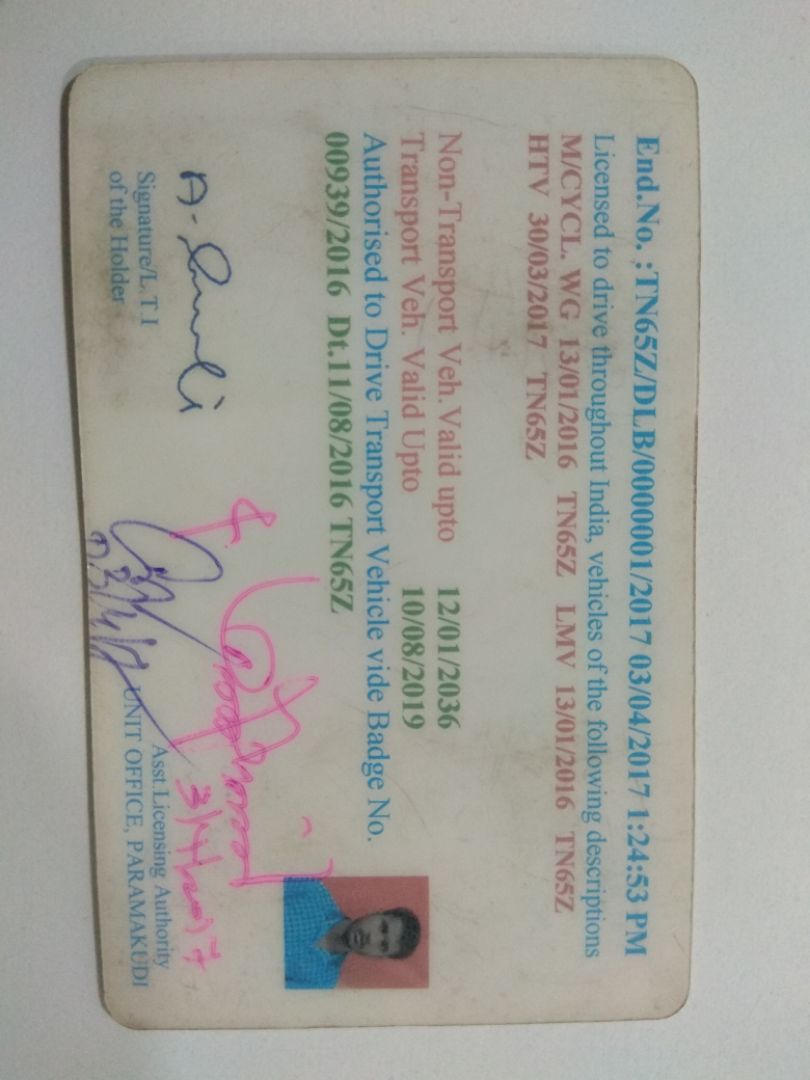 End.No. :TN65Z/DLB/0000001/2017 03/04/2017 1:24:53 PM
Licensed to drive throughout India, vehicles of the following descriptions
M/CYCL. WG 13/01/2016 TN65Z LMV 13/01/2016 TN65Z
HTV 30/03/2017 TN65Z
Non-Transport Veh.Valid upto 12/01/2036
Transport Veh. Valid Upto 10/08/2019
Authorised to Drive Transport Vehicle vide Badge No.
00939/2016 Dt.11/08/2016 TN65Z
Signature/L.T.I
of the Holder
Asst.Licensing Authority
UNIT OFFICE, PARAMAKUDI